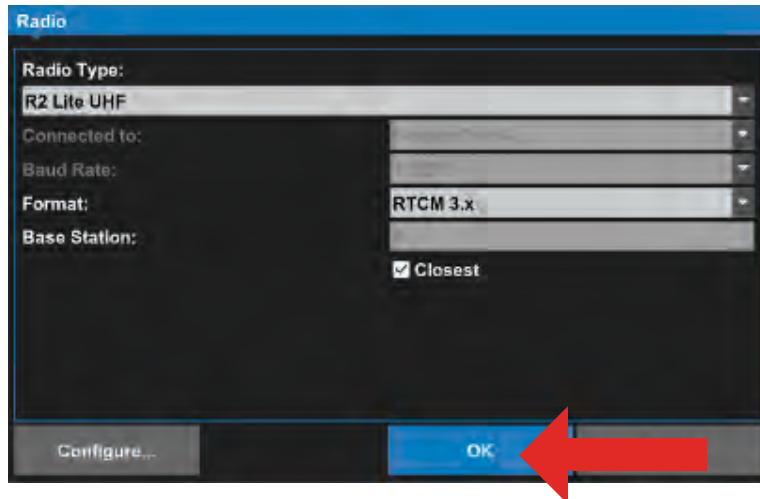 Radio
Radio Type:
R2 Lite UHF
Connected to:
Baud Rate:
Format: RTCM 3.x
Base Station:
Closest
Configure... OK